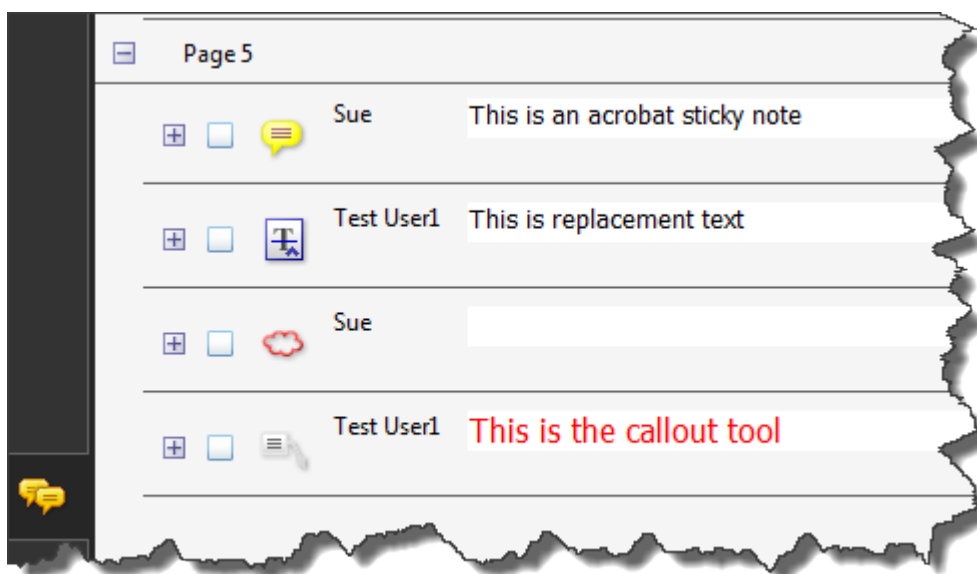 Page 5
Sue This is an acrobat sticky note
Test User1 This is replacement text
Sue
Test User1 This is the callout tool